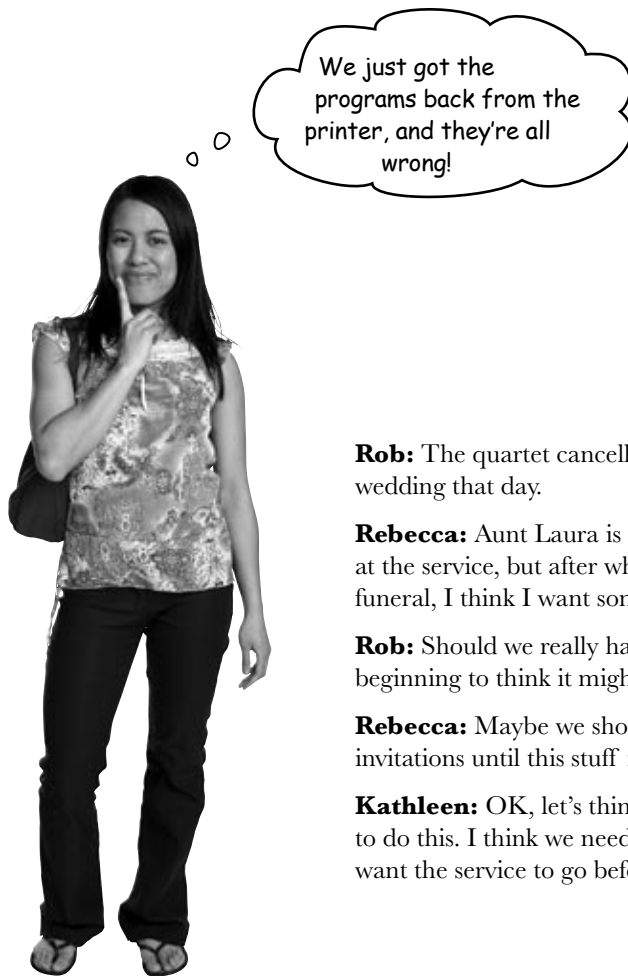 We just got the
programs back from the
printer, and they're all
wrong!
Rob: The quartet cancell
wedding that day.
Rebecca: Aunt Laura is
at the service, but after wh
funeral, I think I want
Rob: Should we really ha
beginning to think it migh
Rebecca: Maybe we sho
invitations until this stuff
Kathleen: OK, let's thin
to do this. I think we need
want the service to go befo